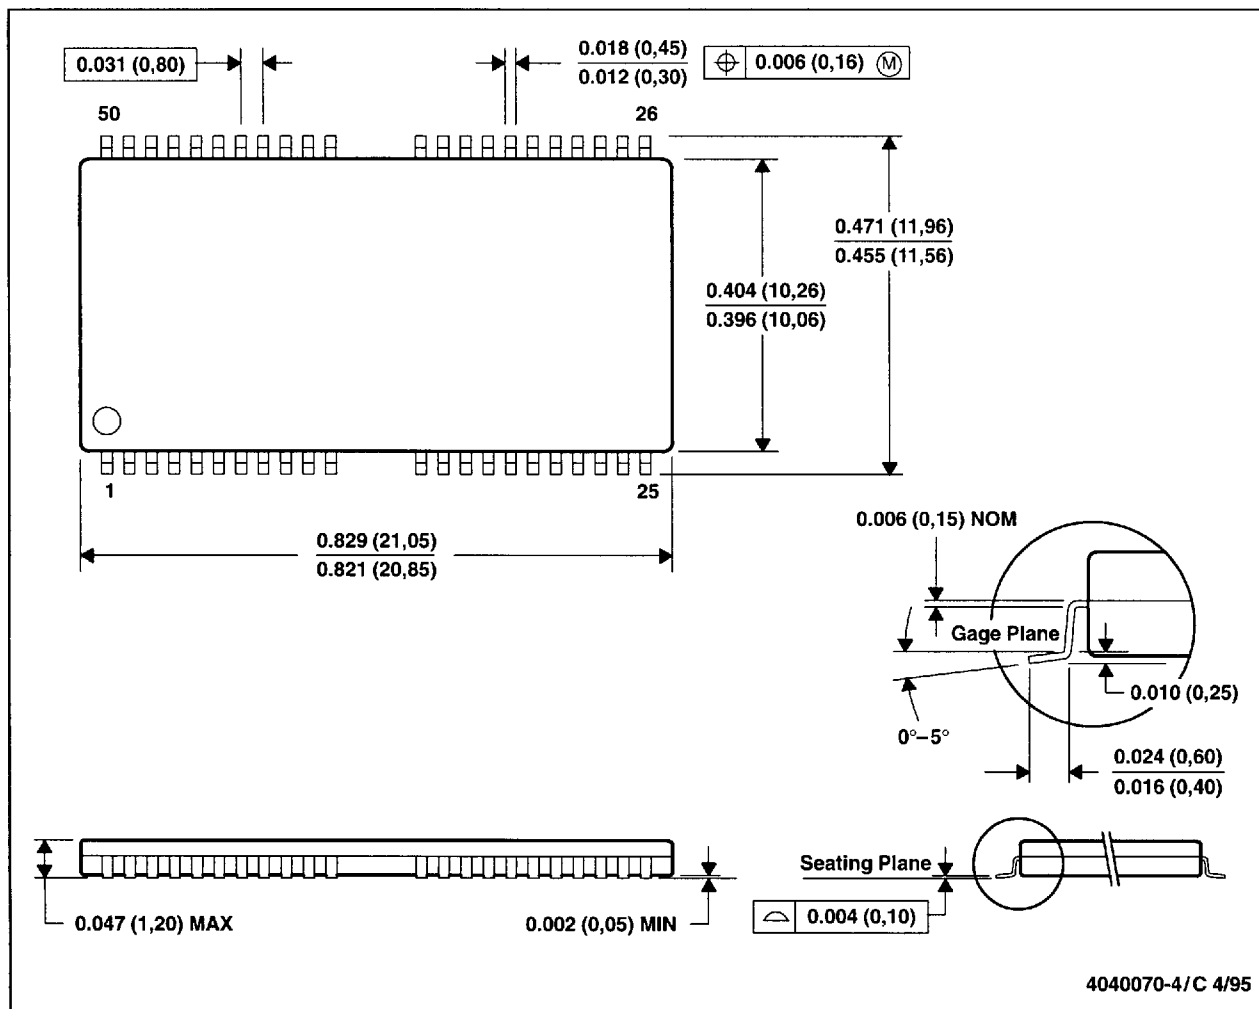 0.031 (0,80)
0.018 (0,45)
0.012 (0,30)
0.006 (0,16) M
50
26
0.471 (11,96)
0.455 (11,56)
0.404 (10,26)
0.396 (10,06)
1
25
0.829 (21,05)
0.821 (20,85)
0.006 (0,15) NOM
Gage Plane
0.010 (0,25)
0°–5°
0.024 (0,60)
0.016 (0,40)
Seating Plane
0.047 (1,20) MAX
0.002 (0,05) MIN
0.004 (0,10)
4040070-4/C 4/95